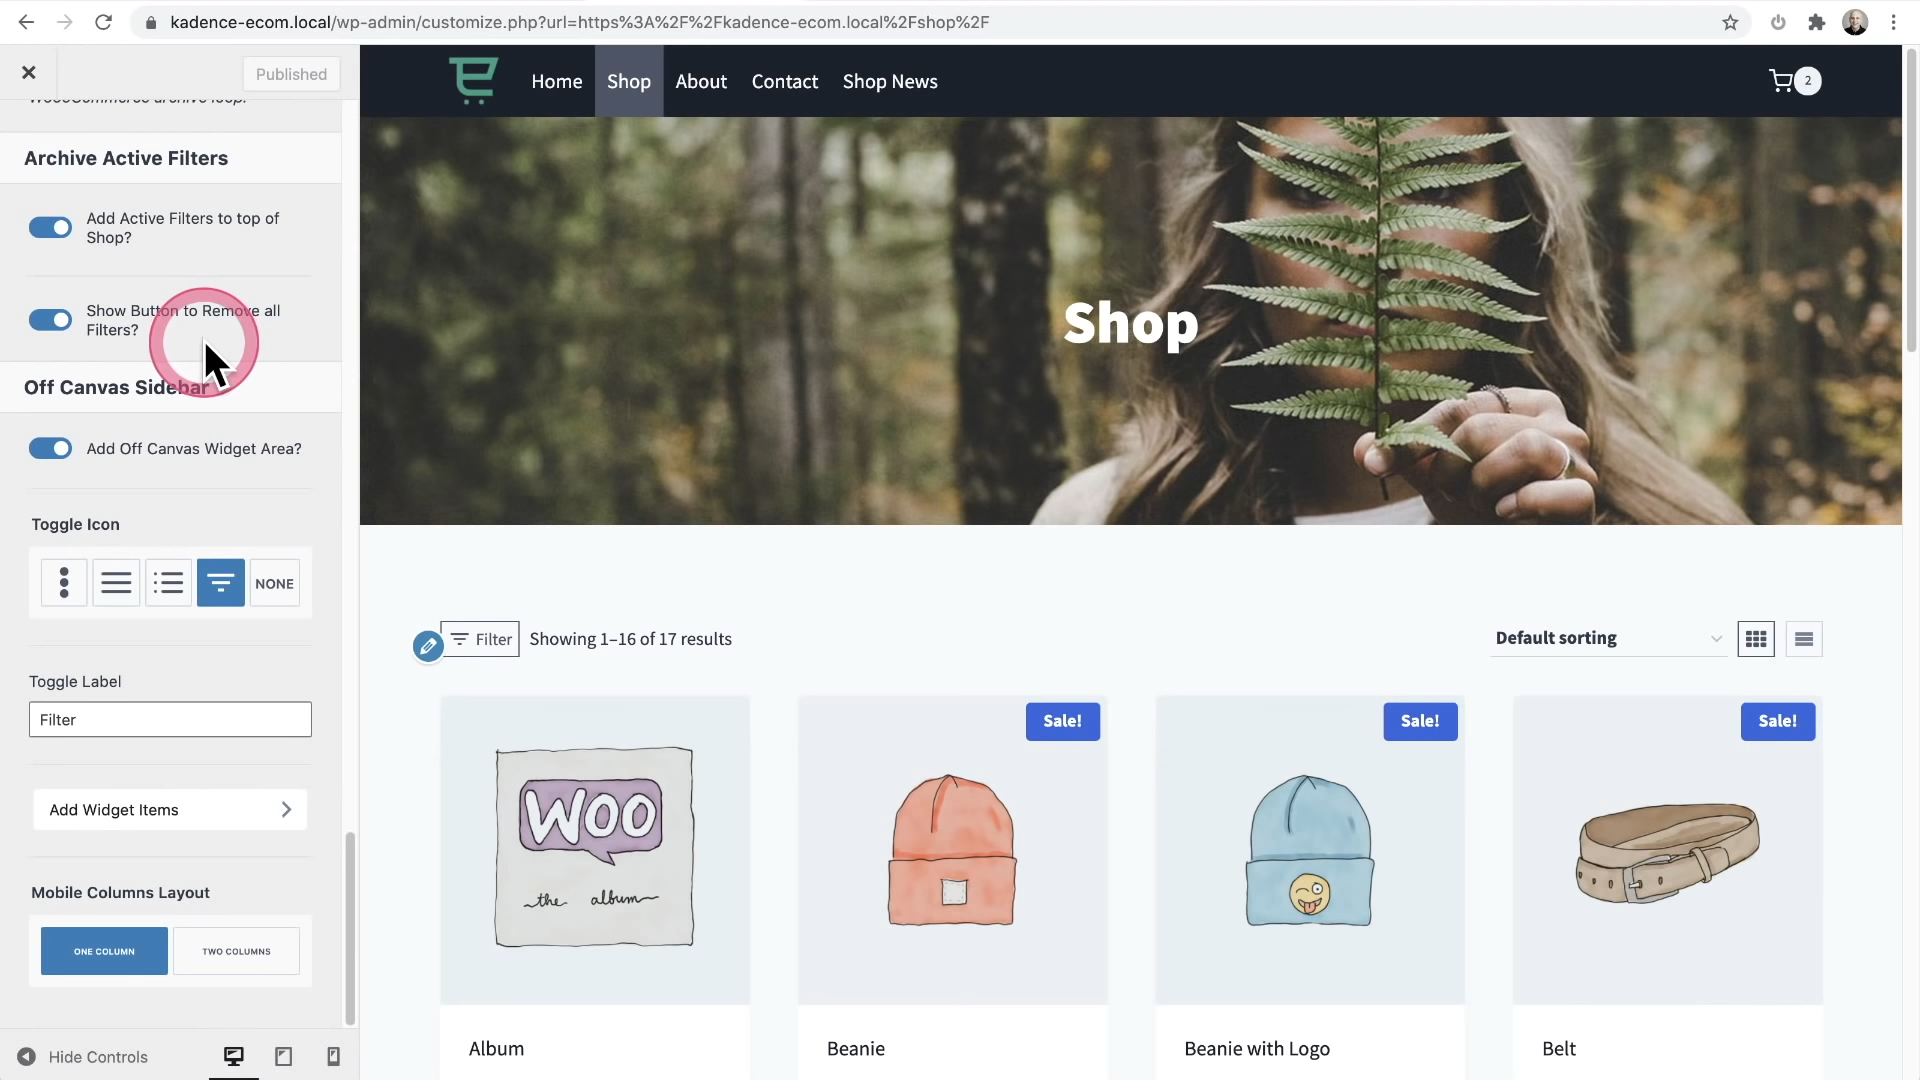 kadence-ecom.local/wp-admin/customize.php?url=https%3A%2F%2Fkadence-ecom.local%2Fshop%2F
Published
WooCommerce archive loop.
Archive Active Filters
Add Active Filters to top of
Shop?
Show Button to Remove all
Filters?
Off Canvas Sidebar
Add Off Canvas Widget Area?
Toggle Icon
NONE
Toggle Label
Filter
Add Widget Items
Mobile Columns Layout
ONE COLUMN
TWO COLUMNS
Hide Controls
Home
Shop
About
Contact
Shop News
2
Shop
Filter
Showing 1–16 of 17 results
Default sorting
Sale!
Sale!
Sale!
WOO
the album
Album
Beanie
Beanie with Logo
Belt